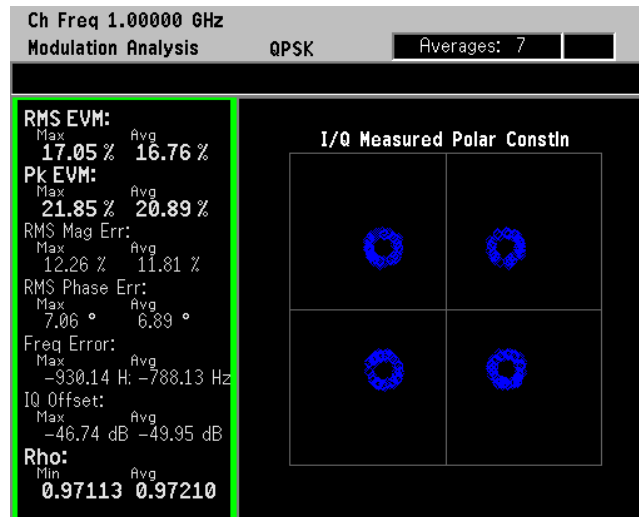 Ch Freq 1.00000 GHz
Modulation Analysis QPSK Averages: 7
RMS EVM:
Max Avg
17.05 % 16.76 %
Pk EVM:
Max Avg
21.85 % 20.89 %
RMS Mag Err:
Max Avg
12.26 % 11.81 %
RMS Phase Err:
Max Avg
7.06 ° 6.89 °
Freq Error:
Max Avg
-930.14 H: -788.13 Hz
IQ Offset:
Max Avg
-46.74 dB -49.95 dB
Rho:
Min Avg
0.97113 0.97210
I/Q Measured Polar Constln